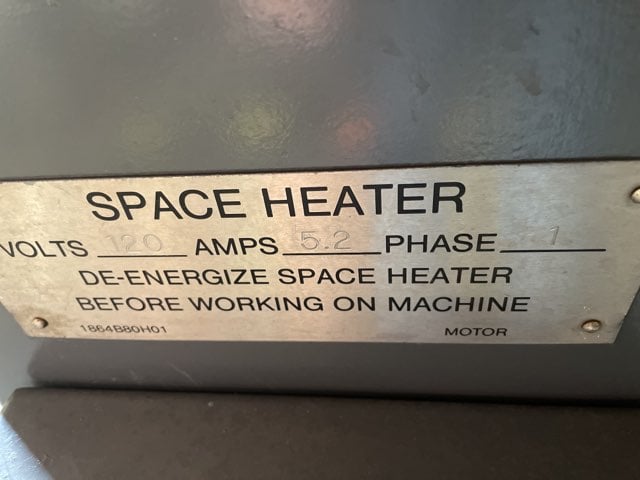 SPACE HEATER
VOLTS 120 AMPS 5.2 PHASE 1
DE-ENERGIZE SPACE HEATER
BEFORE WORKING ON MACHINE
1864B80H01 MOTOR